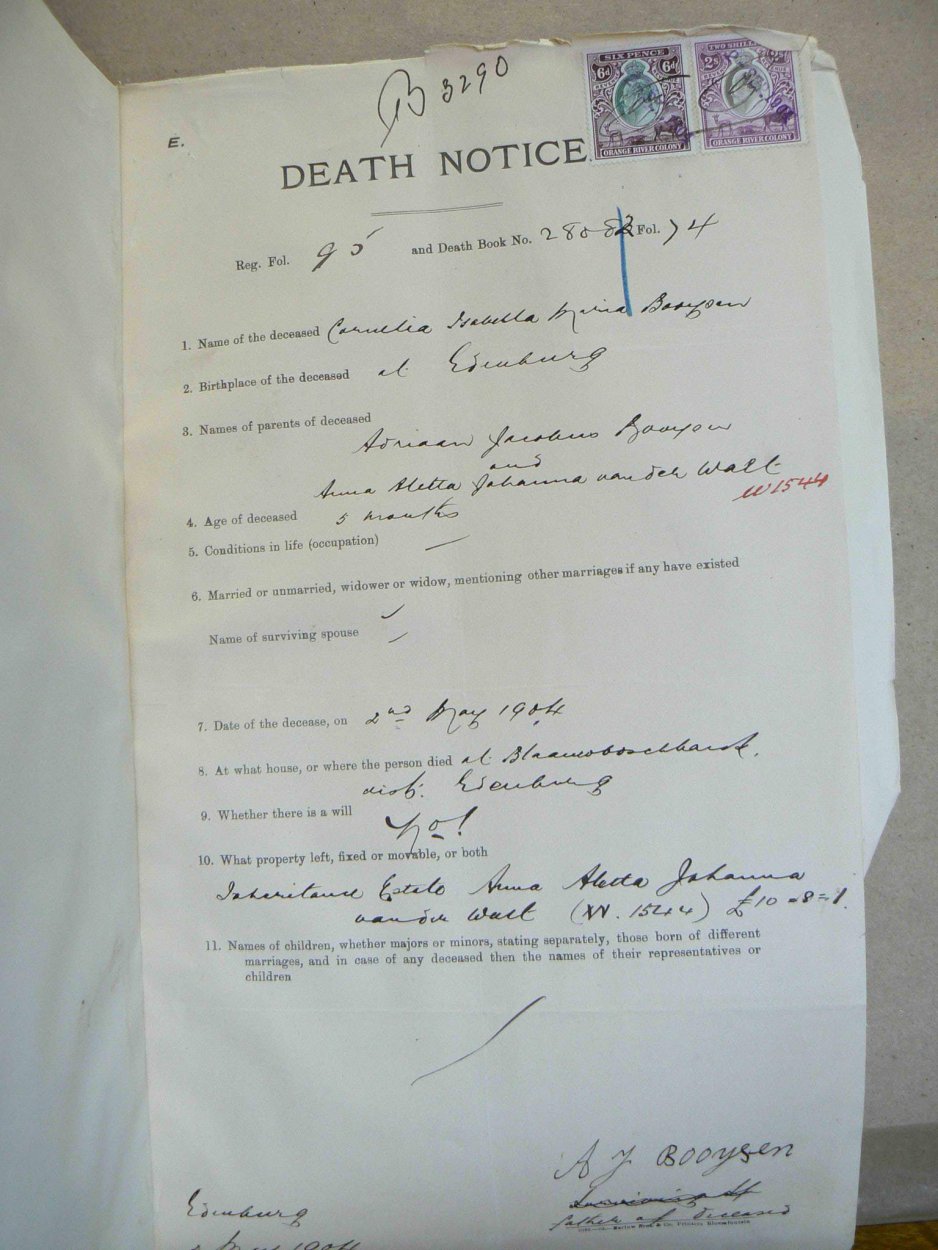 B 3290
SIX PENCE
6d 6d
ORANGE RIVER COLONY
TWO SHILL
2s
ORANGE RIVER COLONY
E.
DEATH NOTICE.
Reg. Fol. 95 and Death Book No. 280 Fol. 74
1. Name of the deceased Cornelia Isabella Maria Booysen
2. Birthplace of the deceased at Edenburg
3. Names of parents of deceased
Adriaan Jacobus Booysen
and
Anna Aletta Johanna van der Walt
W1544
4. Age of deceased 5 months
5. Conditions in life (occupation) —
6. Married or unmarried, widower or widow, mentioning other marriages if any have existed
Name of surviving spouse
7. Date of the decease, on 2nd May 1904
8. At what house, or where the person died at Blaauwboschbank,
dist. Edenburg
9. Whether there is a will
No!
10. What property left, fixed or movable, or both
Inheritance Estate Anna Aletta Johanna
van der Walt (W. 1544) £10=8=1.
11. Names of children, whether majors or minors, stating separately, those born of different
marriages, and in case of any deceased then the names of their representatives or
children
A J Booysen
father of deceased
Edenburg
May 1904